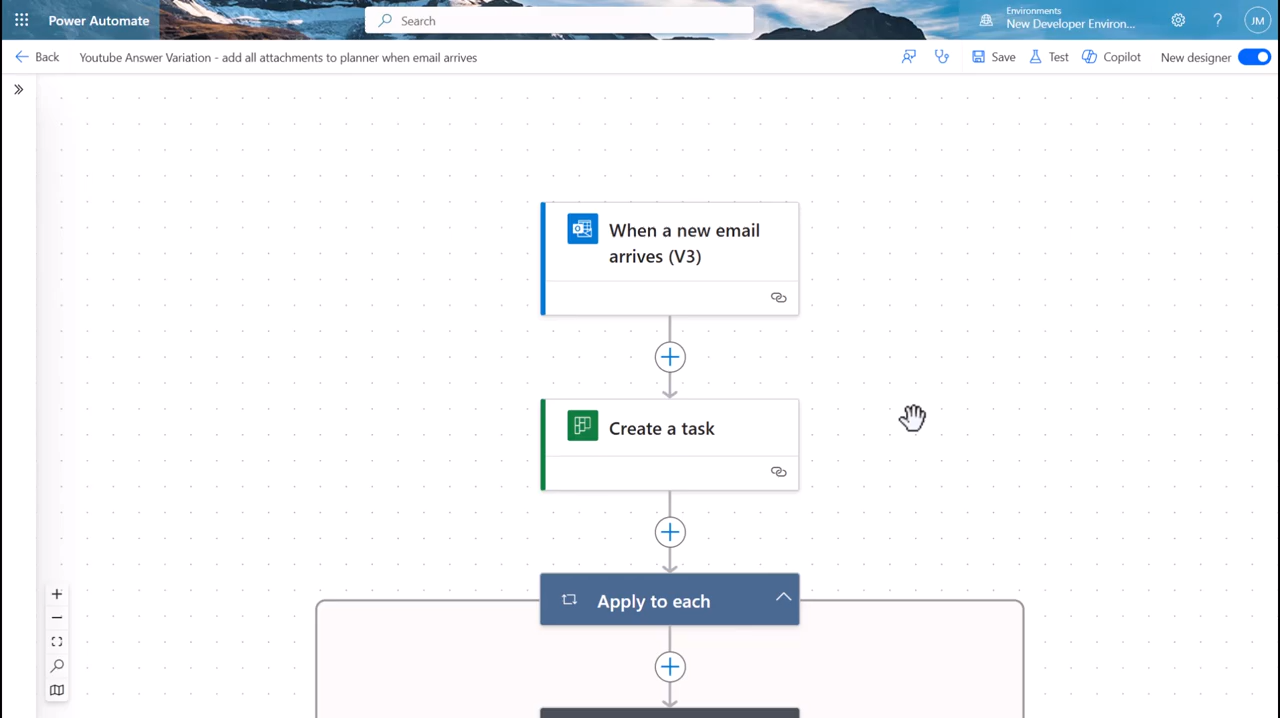 Power Automate
Search
Environments
New Developer Environ...
?
JM
Back
Youtube Answer Variation - add all attachments to planner when email arrives
Save
Test
Copilot
New designer
When a new email
arrives (V3)
Create a task
Apply to each